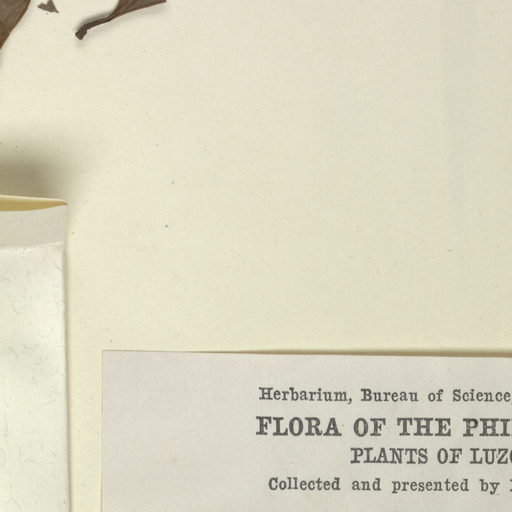 Herbarium, Bureau of Science,
FLORA OF THE PHI
PLANTS OF LUZO
Collected and presented by